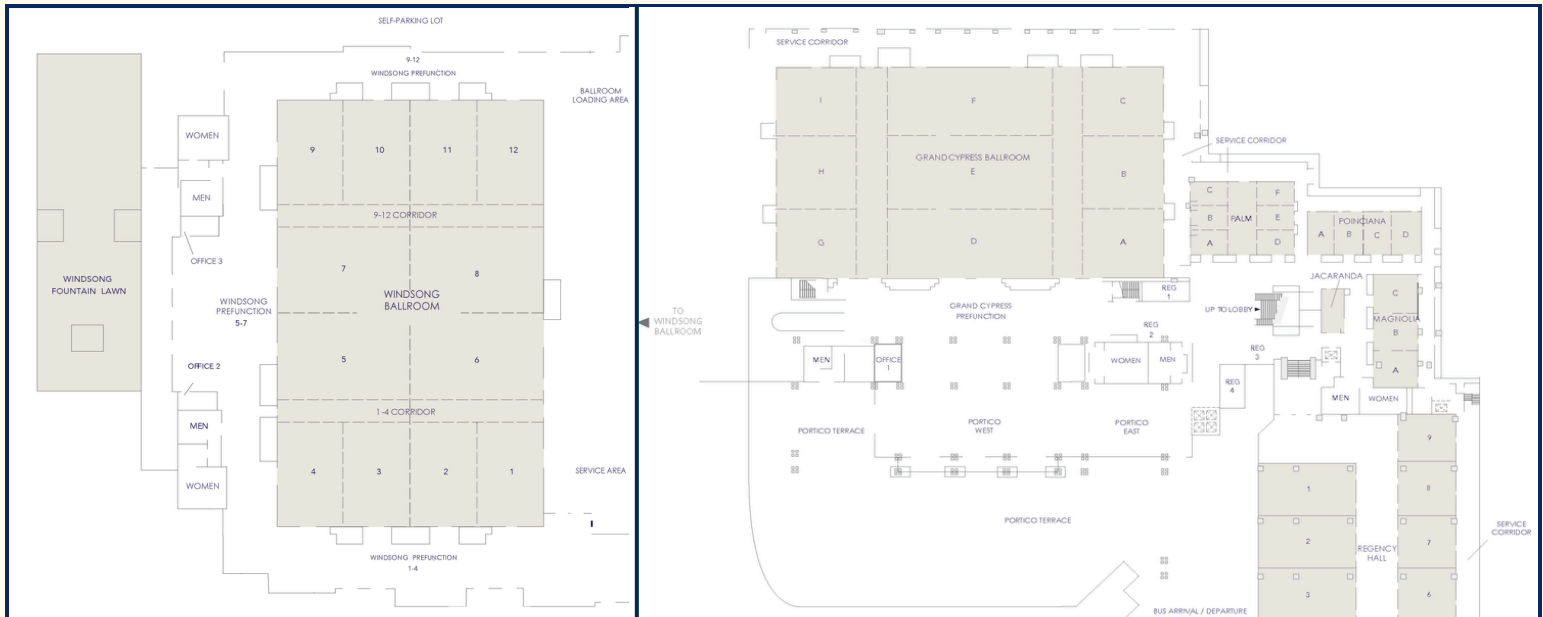 SELF-PARKING LOT
9-12
WINDSONG PREFUNCTION
BALLROOM
LOADING AREA
WOMEN
MEN
OFFICE 3
9
10
11
12
9-12 CORRIDOR
WINDSONG
FOUNTAIN LAWN
WINDSONG
PREFUNCTION
5-7
7
8
WINDSONG
BALLROOM
5
6
OFFICE 2
1-4 CORRIDOR
MEN
WOMEN
4
3
2
1
SERVICE AREA
WINDSONG PREFUNCTION
1-4
SERVICE CORRIDOR
I
F
C
GRAND CYPRESS BALLROOM
H
E
B
G
D
A
SERVICE CORRIDOR
C
F
B
PALM
E
A
D
POINCIANA
A
B
C
D
JACARANDA
C
MAGNOLIA
B
A
TO
WINDSONG
BALLROOM
GRAND CYPRESS
PREFUNCTION
REG
1
UP TO LOBBY
REG
2
REG
3
REG
4
MEN
OFFICE
1
WOMEN
MEN
MEN
WOMEN
PORTICO TERRACE
PORTICO
WEST
PORTICO
EAST
PORTICO TERRACE
9
1
8
2
7
REGENCY
HALL
3
6
SERVICE
CORRIDOR
BUS ARRIVAL / DEPARTURE